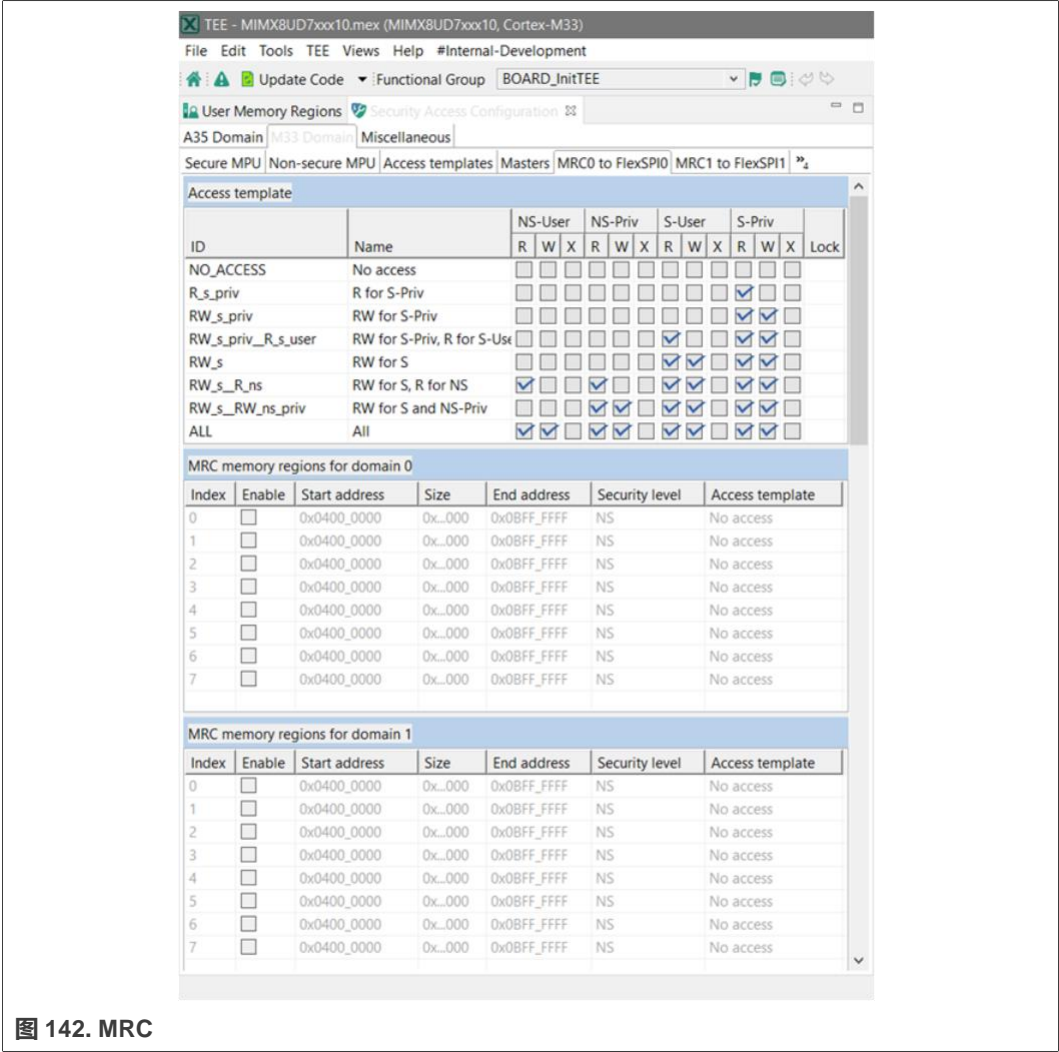 TEE - MIMX8UD7xxx10.mex (MIMX8UD7xxx10, Cortex-M33)
File Edit Tools TEE Views Help #Internal-Development
Update Code Functional Group BOARD_InitTEE
User Memory Regions Security Access Configuration
A35 Domain M33 Domain Miscellaneous
Secure MPU Non-secure MPU Access templates Masters MRC0 to FlexSPI0 MRC1 to FlexSPI1 »4
Access template
NS-User NS-Priv S-User S-Priv
ID Name R W X R W X R W X R W X Lock
NO_ACCESS No access
R_s_priv R for S-Priv
RW_s_priv RW for S-Priv
RW_s_priv__R_s_user RW for S-Priv, R for S-Use
RW_s RW for S
RW_s__R_ns RW for S, R for NS
RW_s__RW_ns_priv RW for S and NS-Priv
ALL All
MRC memory regions for domain 0
Index Enable Start address Size End address Security level Access template
0 0x0400_0000 0x...000 0x0BFF_FFFF NS No access
1 0x0400_0000 0x...000 0x0BFF_FFFF NS No access
2 0x0400_0000 0x...000 0x0BFF_FFFF NS No access
3 0x0400_0000 0x...000 0x0BFF_FFFF NS No access
4 0x0400_0000 0x...000 0x0BFF_FFFF NS No access
5 0x0400_0000 0x...000 0x0BFF_FFFF NS No access
6 0x0400_0000 0x...000 0x0BFF_FFFF NS No access
7 0x0400_0000 0x...000 0x0BFF_FFFF NS No access
MRC memory regions for domain 1
Index Enable Start address Size End address Security level Access template
0 0x0400_0000 0x...000 0x0BFF_FFFF NS No access
1 0x0400_0000 0x...000 0x0BFF_FFFF NS No access
2 0x0400_0000 0x...000 0x0BFF_FFFF NS No access
3 0x0400_0000 0x...000 0x0BFF_FFFF NS No access
4 0x0400_0000 0x...000 0x0BFF_FFFF NS No access
5 0x0400_0000 0x...000 0x0BFF_FFFF NS No access
6 0x0400_0000 0x...000 0x0BFF_FFFF NS No access
7 0x0400_0000 0x...000 0x0BFF_FFFF NS No access
图 142. MRC